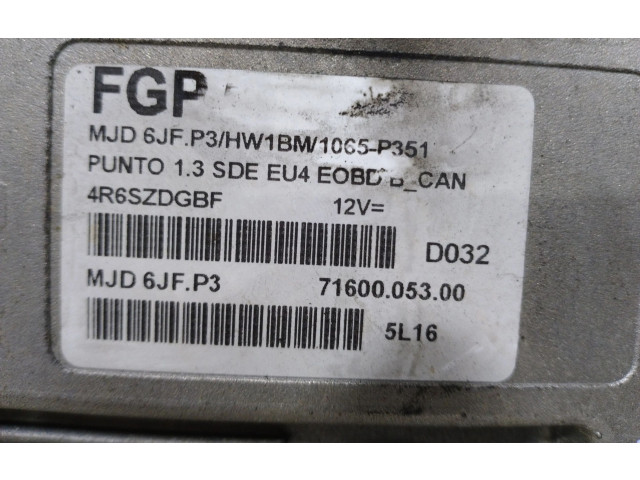 FGP
MJD 6JF.P3/HW1BM/1065-P351
PUNTO 1.3 SDE EU4 EOBD B_CAN
4R6SZDGBF 12V=
D032
MJD 6JF.P3 71600.053.00
5L16